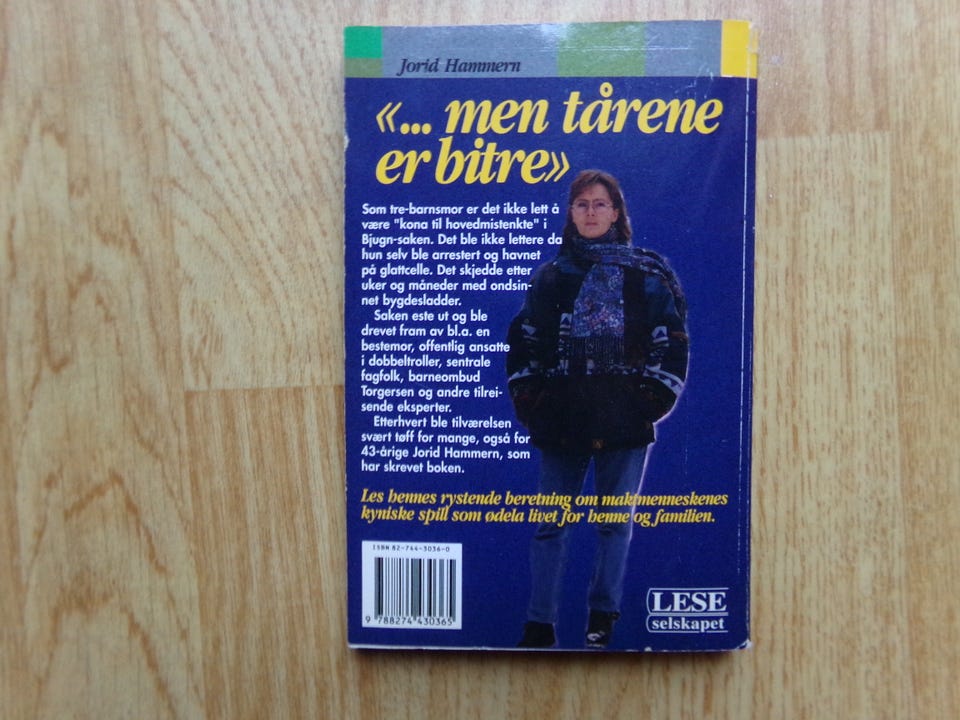 Jorid Hammern
«... men tårene
er bitre»
Som tre-barnsmor er det ikke lett å
være "kona til hovedmistenkte" i
Bjugn-saken. Det ble ikke lettere da
hun selv ble arrestert og havnet
på glattcelle. Det skjedde etter
uker og måneder med ondsin-
net bygdesladder.
Saken este ut og ble
drevet fram av bl.a. en
bestemor, offentlig ansatte
i dobbeltroller, sentrale
fagfolk, barneombud
Torgersen og andre tilrei-
sende eksperter.
Etterhvert ble tilværelsen
svært tøff for mange, også for
43-årige Jorid Hammern, som
har skrevet boken.
Les hennes rystende beretning om maktmenneskenes
kyniske spill som ødela livet for henne og familien.
ISBN 82-744-3036-0
9 788274 430365
LESE
selskapet